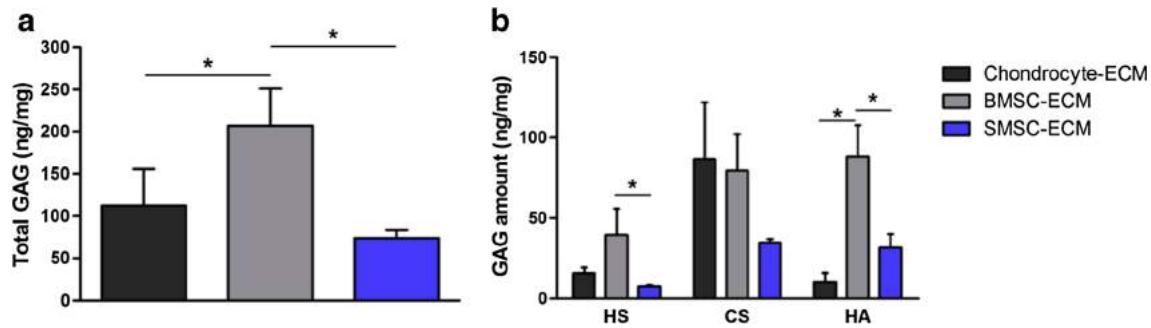 a
Total GAG (ng/mg)
300
250
200
150
100
50
0
*
*
b
GAG amount (ng/mg)
150
100
50
0
*
*
*
HS
CS
HA
Chondrocyte-ECM
BMSC-ECM
SMSC-ECM